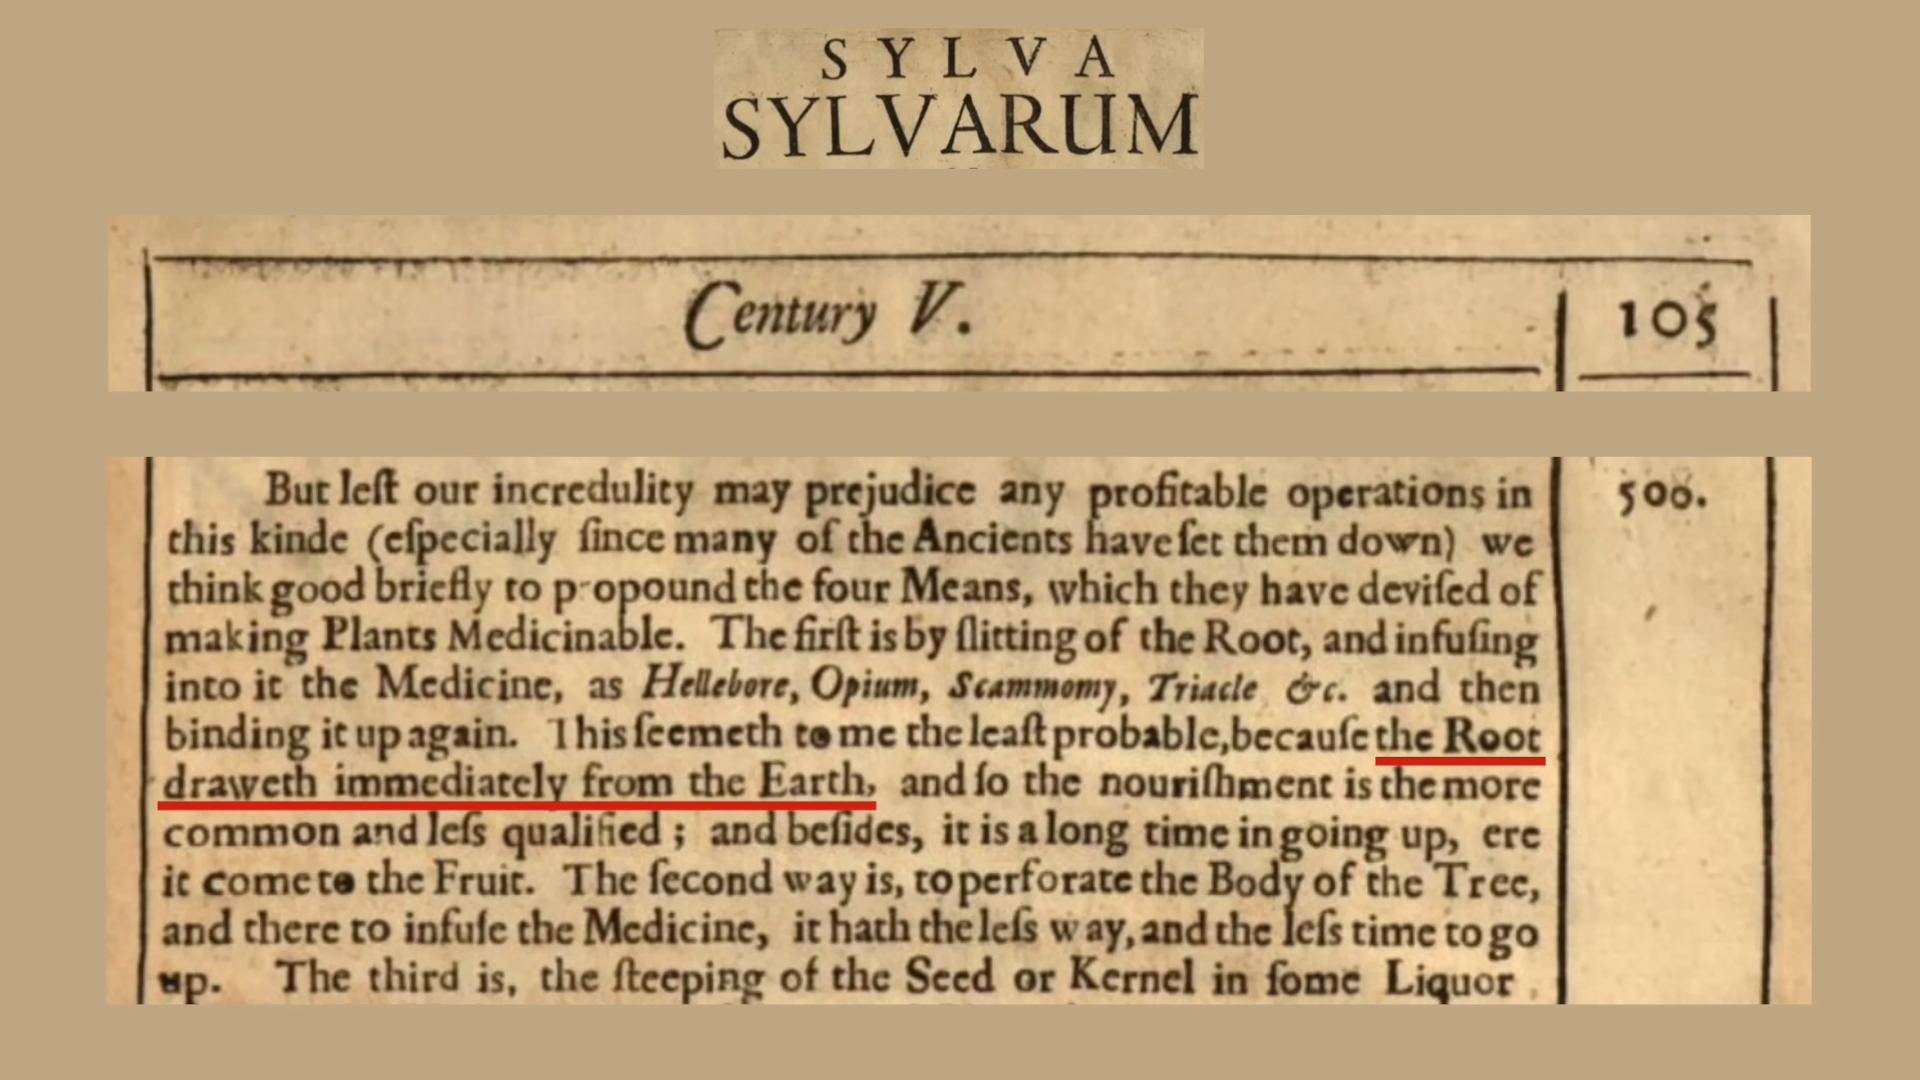 SYLVA
SYLVARUM
Century V. 105
But leſt our incredulity may prejudice any profitable operations in 500.
this kinde (eſpecially ſince many of the Ancients have ſet them down) we
think good briefly to propound the four Means, which they have deviſed of
making Plants Medicinable. The firſt is by ſlitting of the Root, and infuſing
into it the Medicine, as Hellebore, Opium, Scammomy, Triacle &c. and then
binding it up again. This ſeemeth to me the leaſt probable, becauſe the Root
draweth immediately from the Earth, and ſo the nouriſhment is the more
common and leſs qualified; and beſides, it is a long time in going up, ere
it come to the Fruit. The ſecond way is, to perforate the Body of the Tree,
and there to infuſe the Medicine, it hath the leſs way, and the leſs time to go
up. The third is, the ſteeping of the Seed or Kernel in ſome Liquor